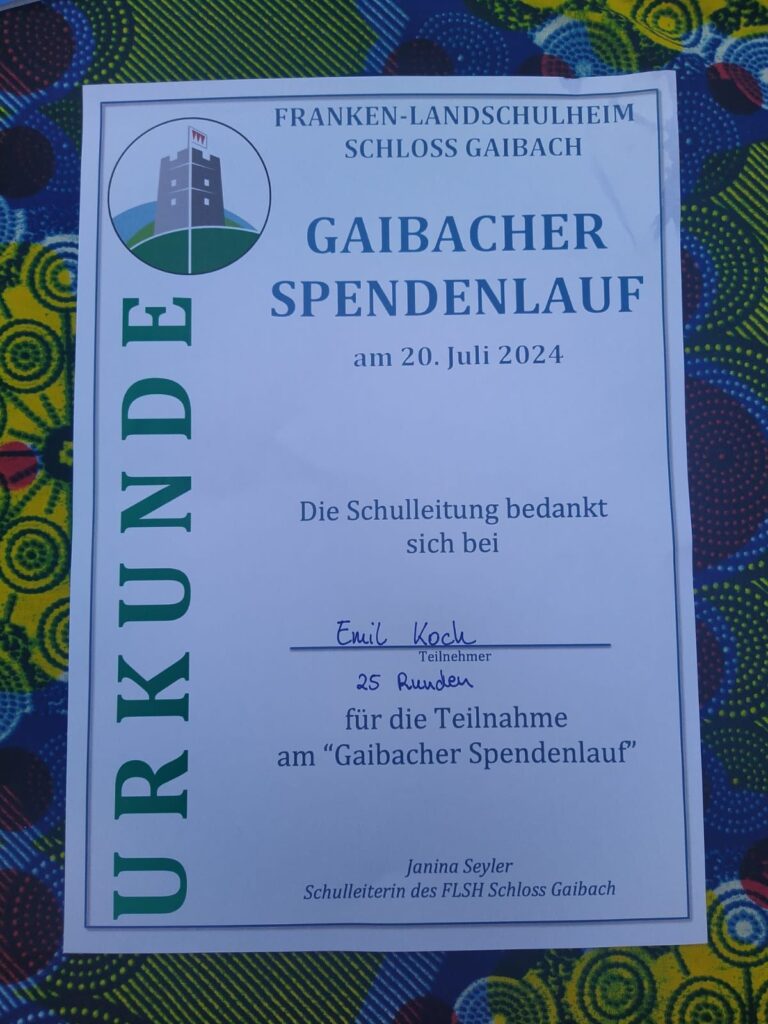 FRANKEN-LANDSCHULHEIM
SCHLOSS GAIBACH
GAIBACHER
SPENDENLAUF
am 20. Juli 2024
URKUNDE
Die Schulleitung bedankt
sich bei
Emil Koch
Teilnehmer
25 Runden
für die Teilnahme
am “Gaibacher Spendenlauf”
Janina Seyler
Schulleiterin des FLSH Schloss Gaibach